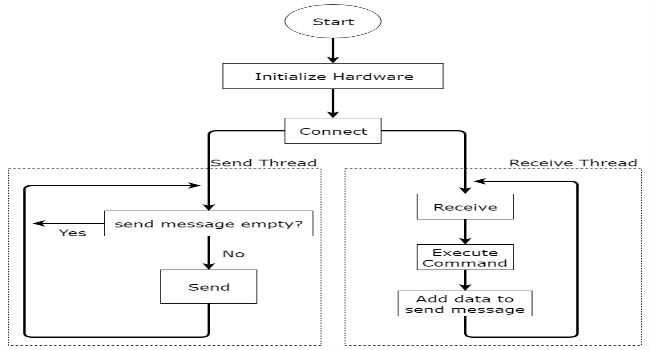 Start
Initialize Hardware
Connect
Send Thread
Receive Thread
send message empty?
Yes
No
Send
Receive
Execute
Command
Add data to
send message